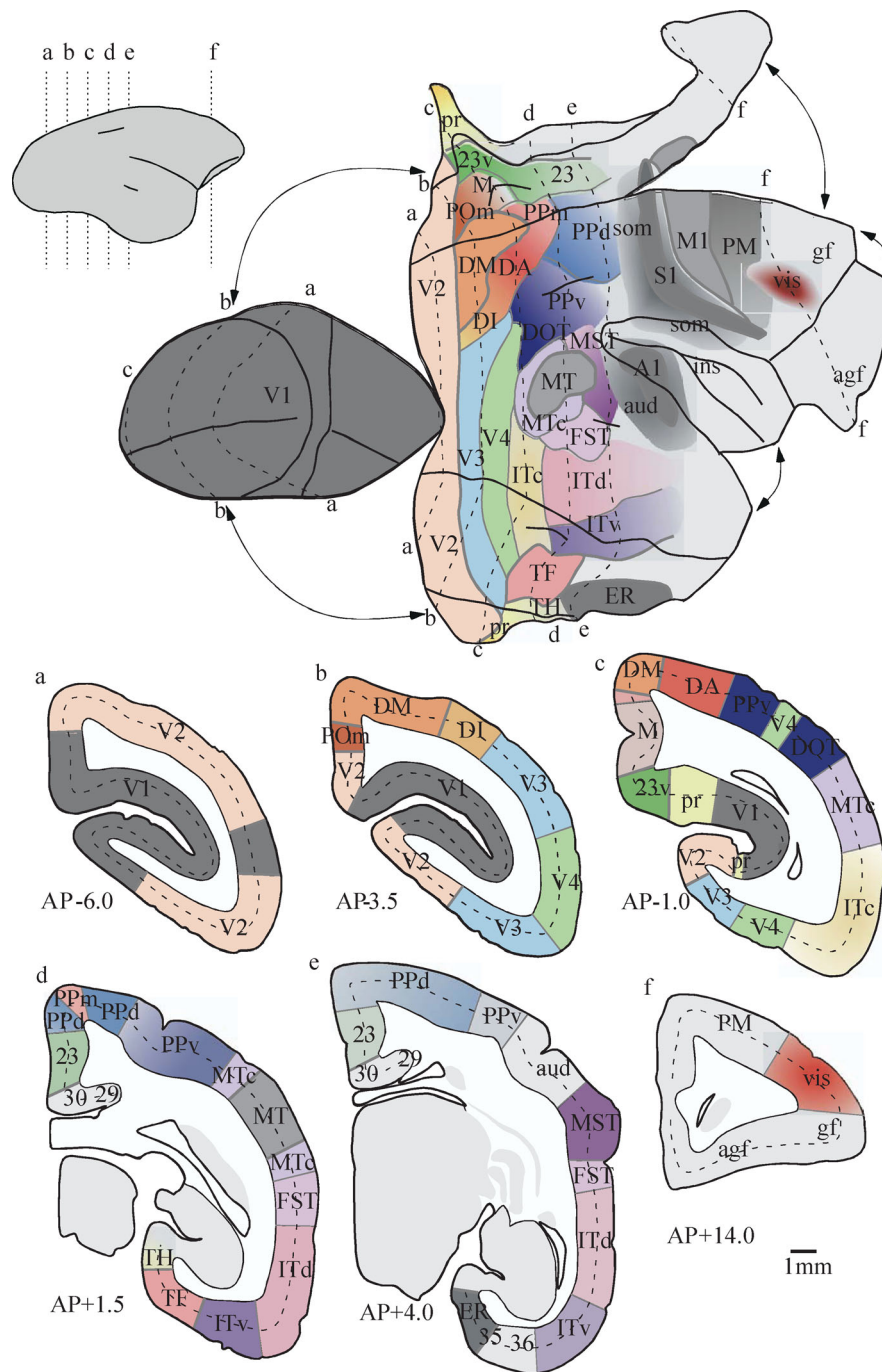 a b c d e f
c
pr
d
e
f
23v
23
b
M
f
a
POm
PPm
PPd
som
M1
PM
gf
DM
DA
S1
vis
V2
b
a
DI
PPv
DOT
MST
som
c
V1
MT
A1
ins
agf
aud
MTc
f
V4
FST
V3
ITc
ITd
b
a
ITv
a
V2
TF
b
ER
TH
pr
d
e
c
a
V2
V1
V2
AP-6.0
b
DM
DI
POm
V2
V3
V1
V2
V4
V3
AP-3.5
c
DM
DA
PPv
V4
DOT
M
23v
pr
V1
MTc
V2
pr
V3
V4
ITc
AP-1.0
d
PPm
PPd
PPd
PPv
23
30
29
MTc
MT
MTc
FST
TH
ITd
TF
ITv
AP+1.5
e
PPd
PPv
23
30
29
aud
MST
FST
ITd
ER
35
36
ITv
AP+4.0
f
PM
vis
gf
agf
AP+14.0
1mm